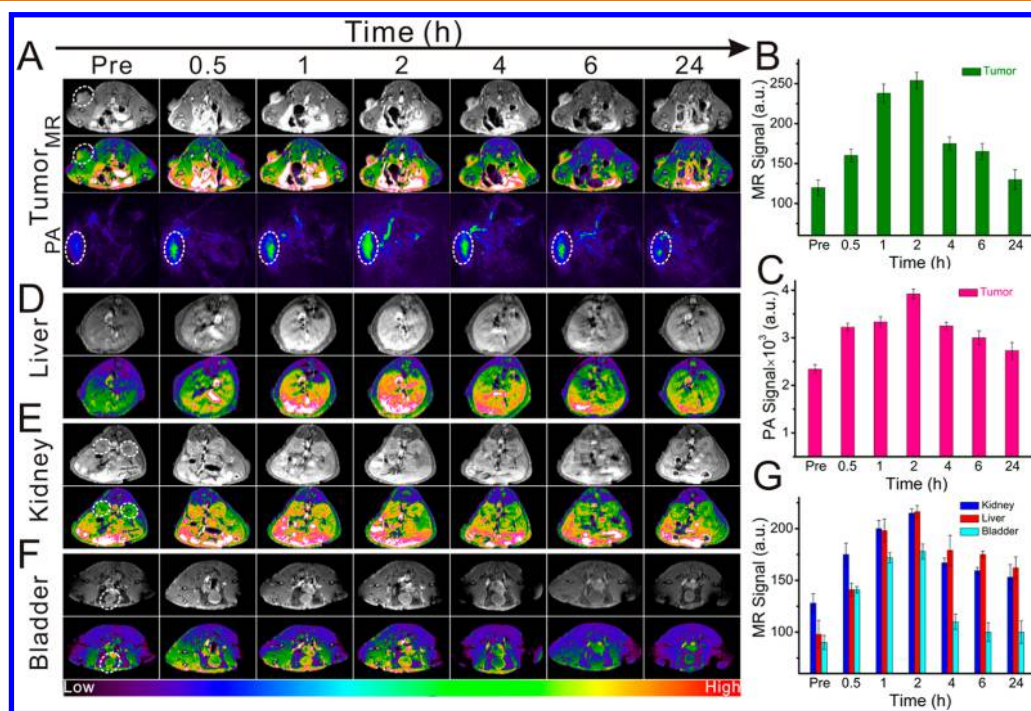 Time (h)
A
Pre 0.5 1 2 4 6 24
Tumor
MR
PA
D
Liver
E
Kidney
F
Bladder
Low High
B
MR Signal (a.u.)
250
200
150
100
Tumor
Pre 0.5 1 2 4 6 24
Time (h)
C
PA Signal×10³ (a.u.)
4
3
2
Tumor
Pre 0.5 1 2 4 6 24
Time (h)
G
MR Signal (a.u.)
200
150
100
Kidney
Liver
Bladder
Pre 0.5 1 2 4 6 24
Time (h)